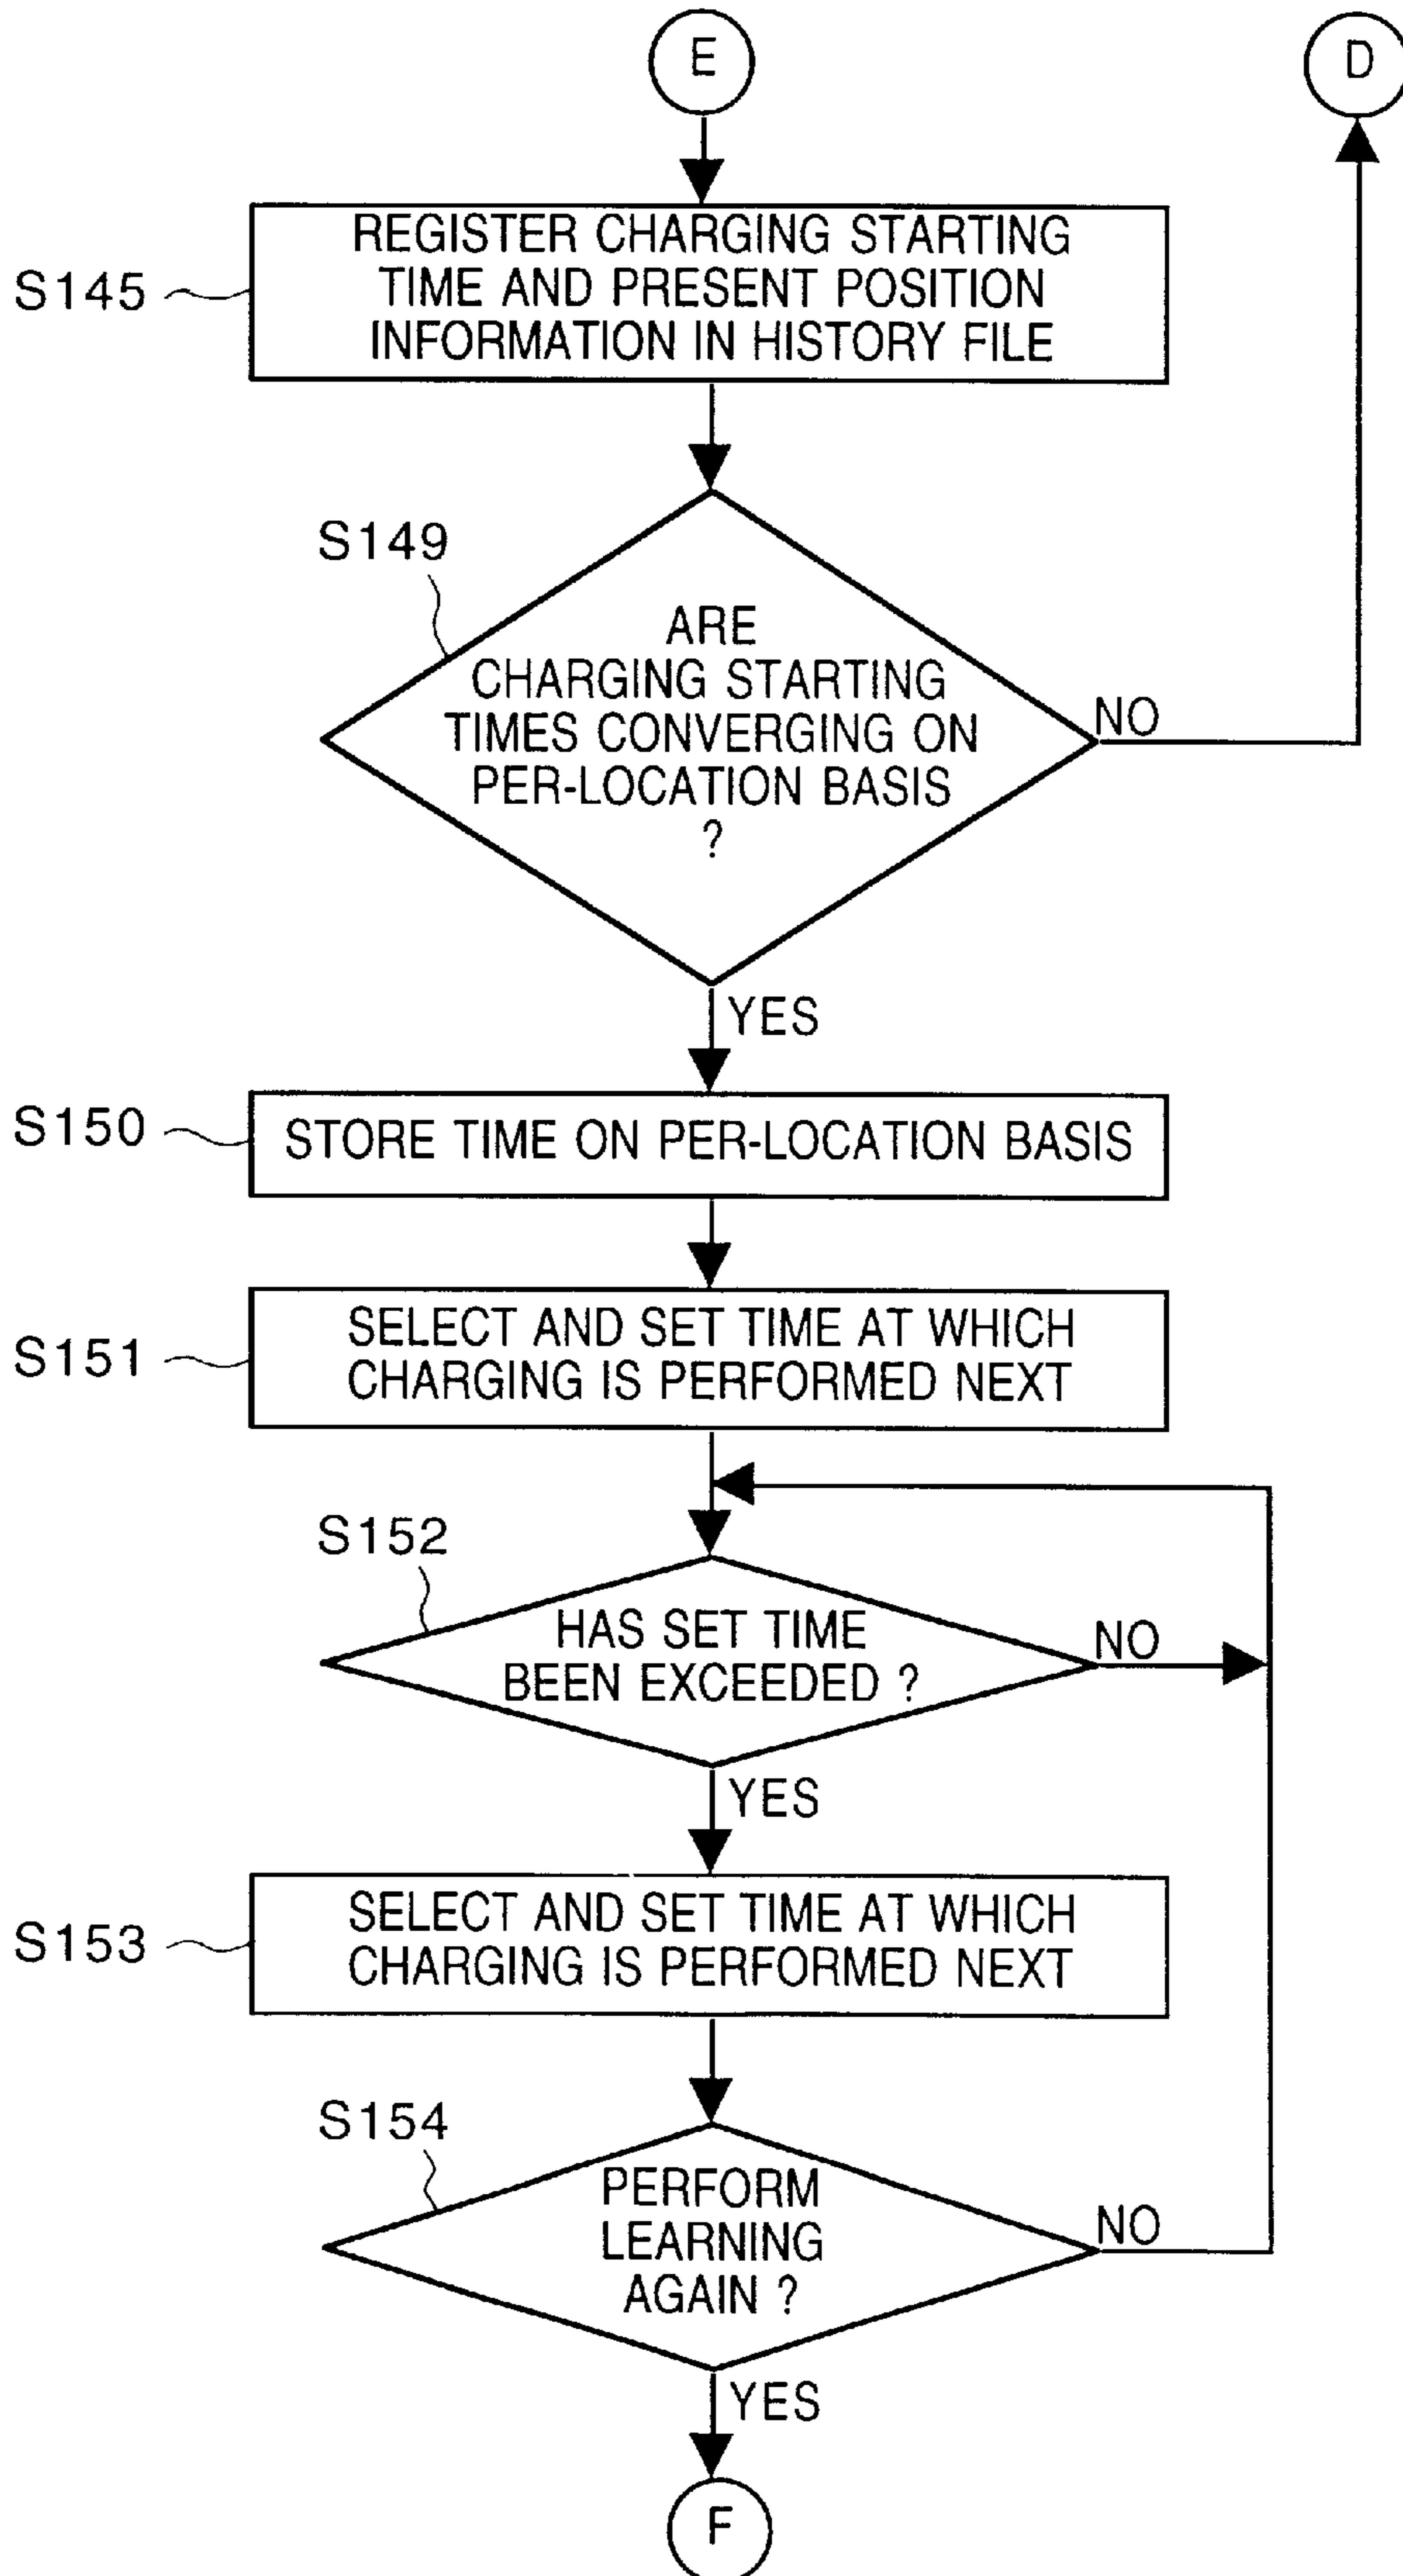 E
D
S145
REGISTER CHARGING STARTING
TIME AND PRESENT POSITION
INFORMATION IN HISTORY FILE
S149
ARE
CHARGING STARTING
TIMES CONVERGING ON
PER-LOCATION BASIS
?
NO
YES
S150
STORE TIME ON PER-LOCATION BASIS
S151
SELECT AND SET TIME AT WHICH
CHARGING IS PERFORMED NEXT
S152
HAS SET TIME
BEEN EXCEEDED ?
NO
YES
S153
SELECT AND SET TIME AT WHICH
CHARGING IS PERFORMED NEXT
S154
PERFORM
LEARNING
AGAIN ?
NO
YES
F